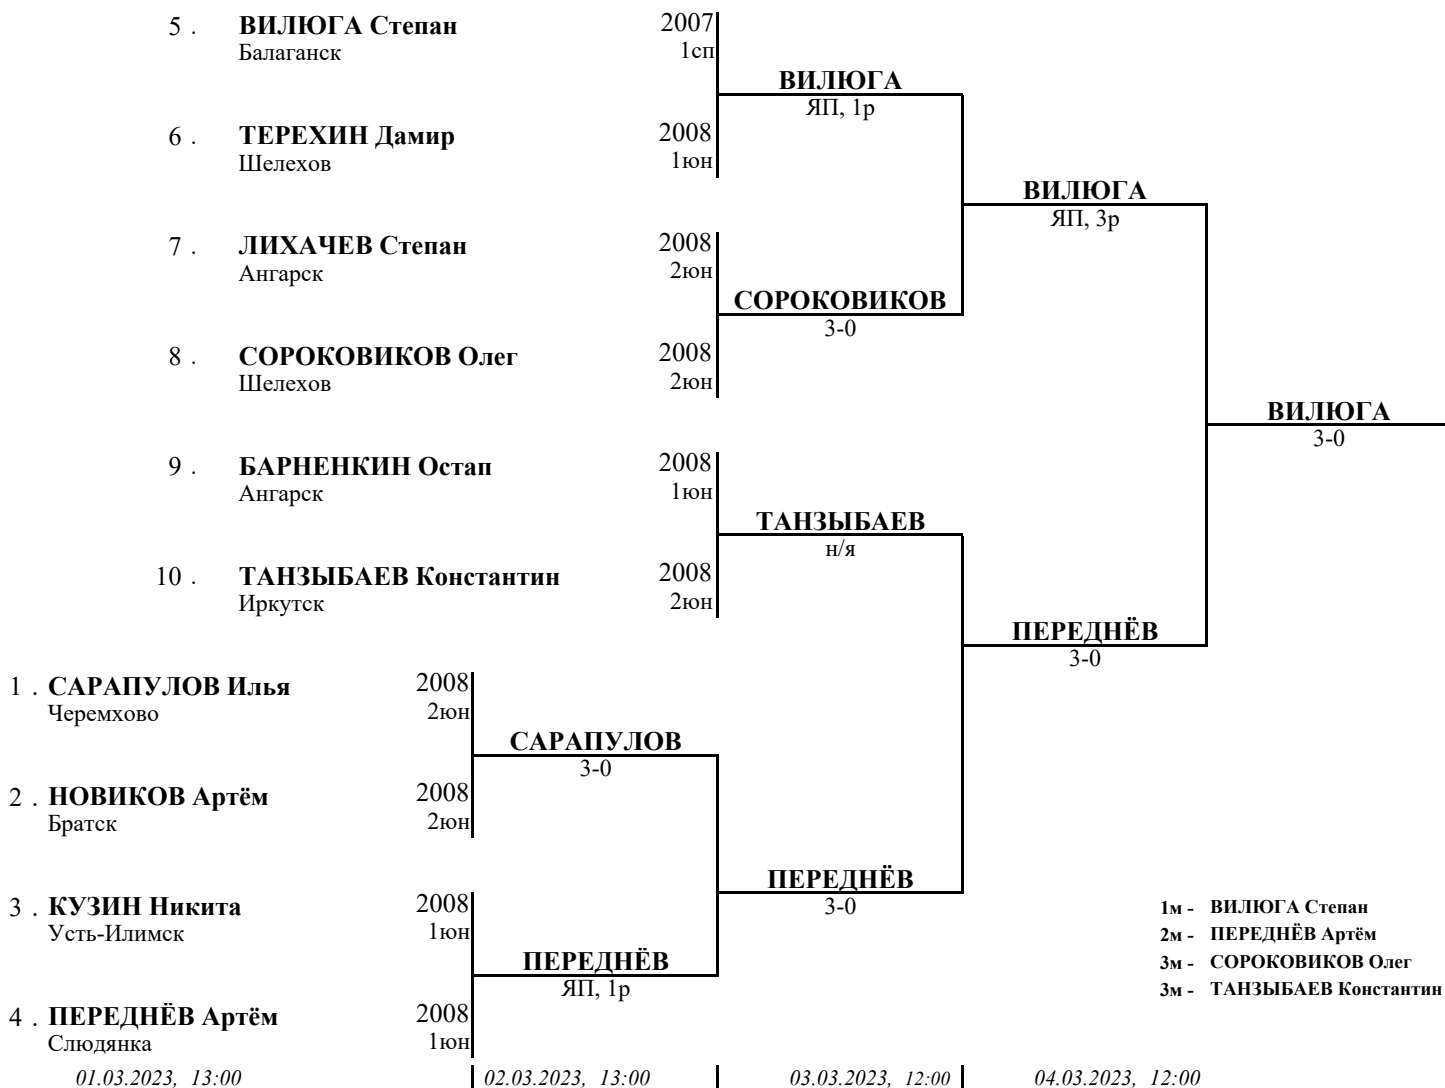 5 . ВИЛЮГА Степан 2007
Балаганск 1сп
ВИЛЮГА
ЯП, 1р
6 . ТЕРЕХИН Дамир 2008
Шелехов 1юн
ВИЛЮГА
ЯП, 3р
7 . ЛИХАЧЕВ Степан 2008
Ангарск 2юн
СОРОКОВИКОВ
3-0
8 . СОРОКОВИКОВ Олег 2008
Шелехов 2юн
ВИЛЮГА
3-0
9 . БАРНЕНКИН Остап 2008
Ангарск 1юн
ТАНЗЫБАЕВ
н/я
10 . ТАНЗЫБАЕВ Константин 2008
Иркутск 2юн
ПЕРЕДНЁВ
3-0
1 . САРАПУЛОВ Илья 2008
Черемхово 2юн
САРАПУЛОВ
3-0
2 . НОВИКОВ Артём 2008
Братск 2юн
ПЕРЕДНЁВ
3-0
3 . КУЗИН Никита 2008
Усть-Илимск 1юн
ПЕРЕДНЁВ
ЯП, 1р
4 . ПЕРЕДНЁВ Артём 2008
Слюдянка 1юн
1м - ВИЛЮГА Степан
2м - ПЕРЕДНЁВ Артём
3м - СОРОКОВИКОВ Олег
3м - ТАНЗЫБАЕВ Константин
01.03.2023, 13:00 02.03.2023, 13:00 03.03.2023, 12:00 04.03.2023, 12:00